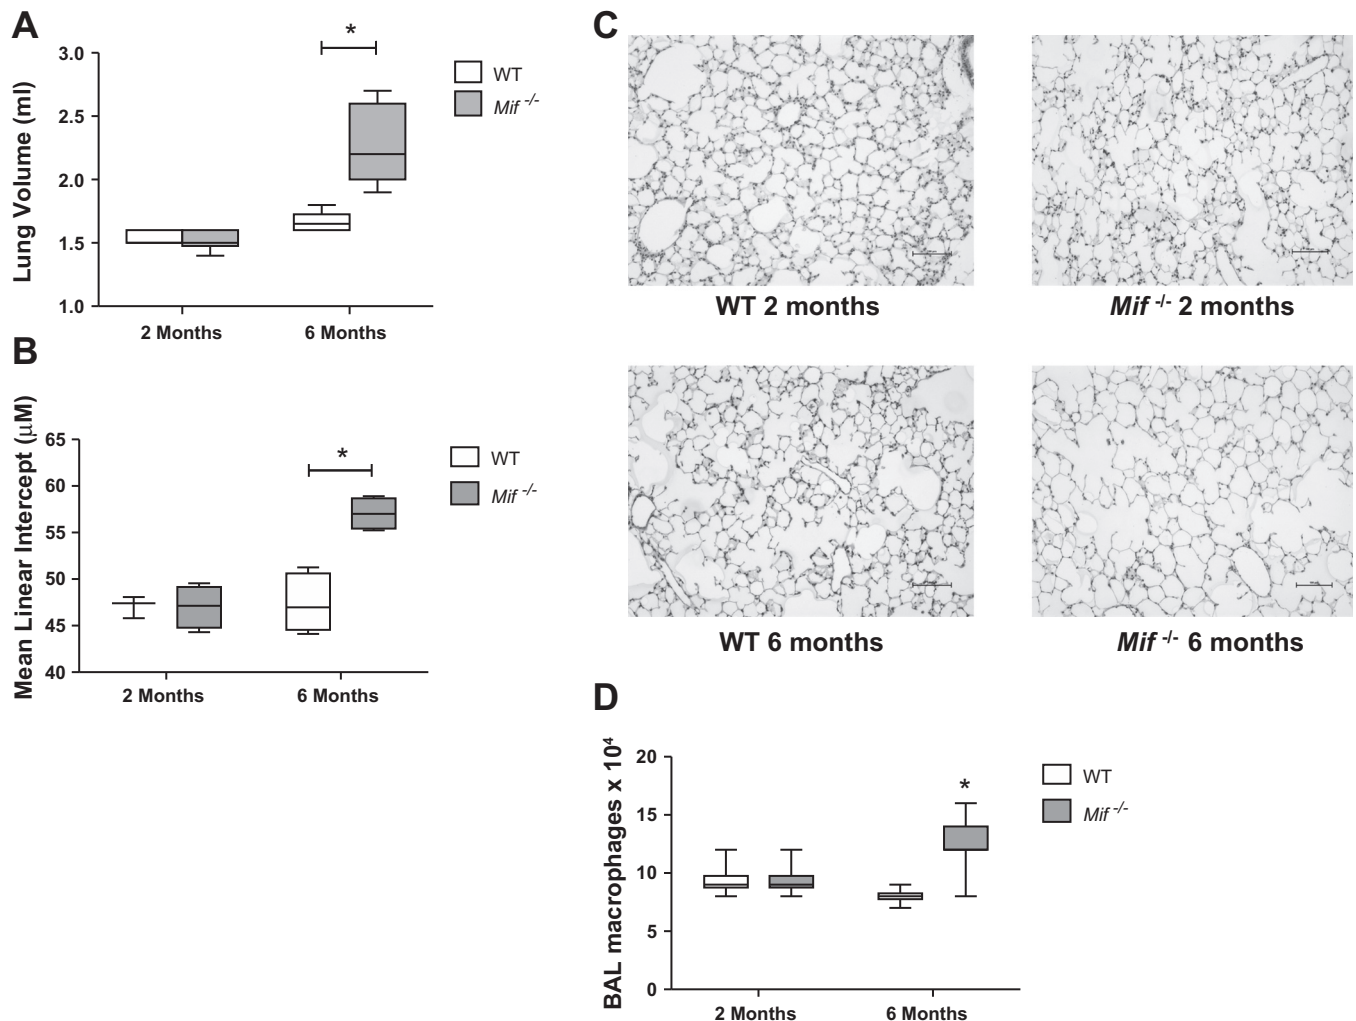 A
Lung Volume (ml)
3.0
2.5
2.0
1.5
1.0
*
WT
Mif -/-
2 Months
6 Months
B
Mean Linear Intercept (µM)
65
60
55
50
45
40
*
WT
Mif -/-
2 Months
6 Months
C
WT 2 months
Mif -/- 2 months
WT 6 months
Mif -/- 6 months
D
BAL macrophages x 10⁴
20
15
10
5
0
*
WT
Mif -/-
2 Months
6 Months